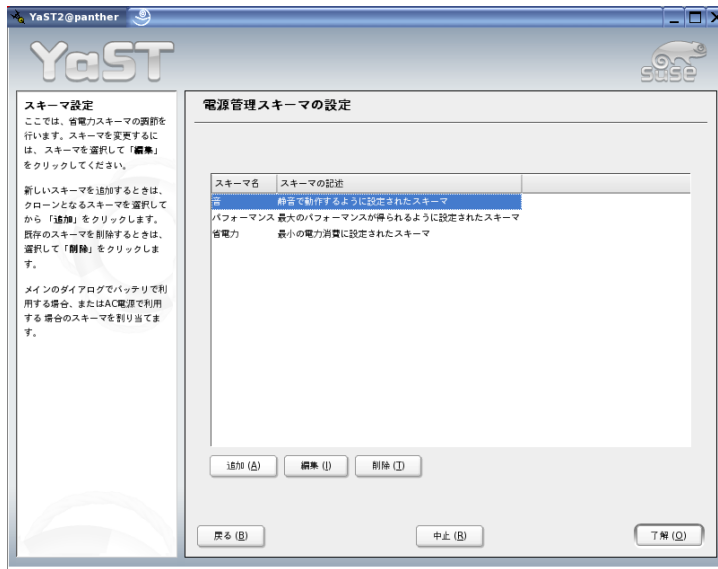 YaST2@panther
YaST
SUSE
スキーマ設定
ここでは、省電力スキーマの調節を
行います。スキーマを変更するに
は、 スキーマを選択して「編集」
をクリックしてください。
新しいスキーマを追加するときは、
クローンとなるスキーマを選択して
から 「追加」をクリックします。
既存のスキーマを削除するときは、
選択して「削除」をクリックしま
す。
メインのダイアログでバッテリで利
用する場合、またはAC電源で利用
する 場合のスキーマを割り当てま
す。
電源管理スキーマの設定
スキーマ名 スキーマの記述
音 静音で動作するように設定されたスキーマ
パフォーマンス 最大のパフォーマンスが得られるように設定されたスキーマ
省電力 最小の電力消費に設定されたスキーマ
追加 (A) 編集 (I) 削除 (T)
戻る (B) 中止 (R) 了解 (O)